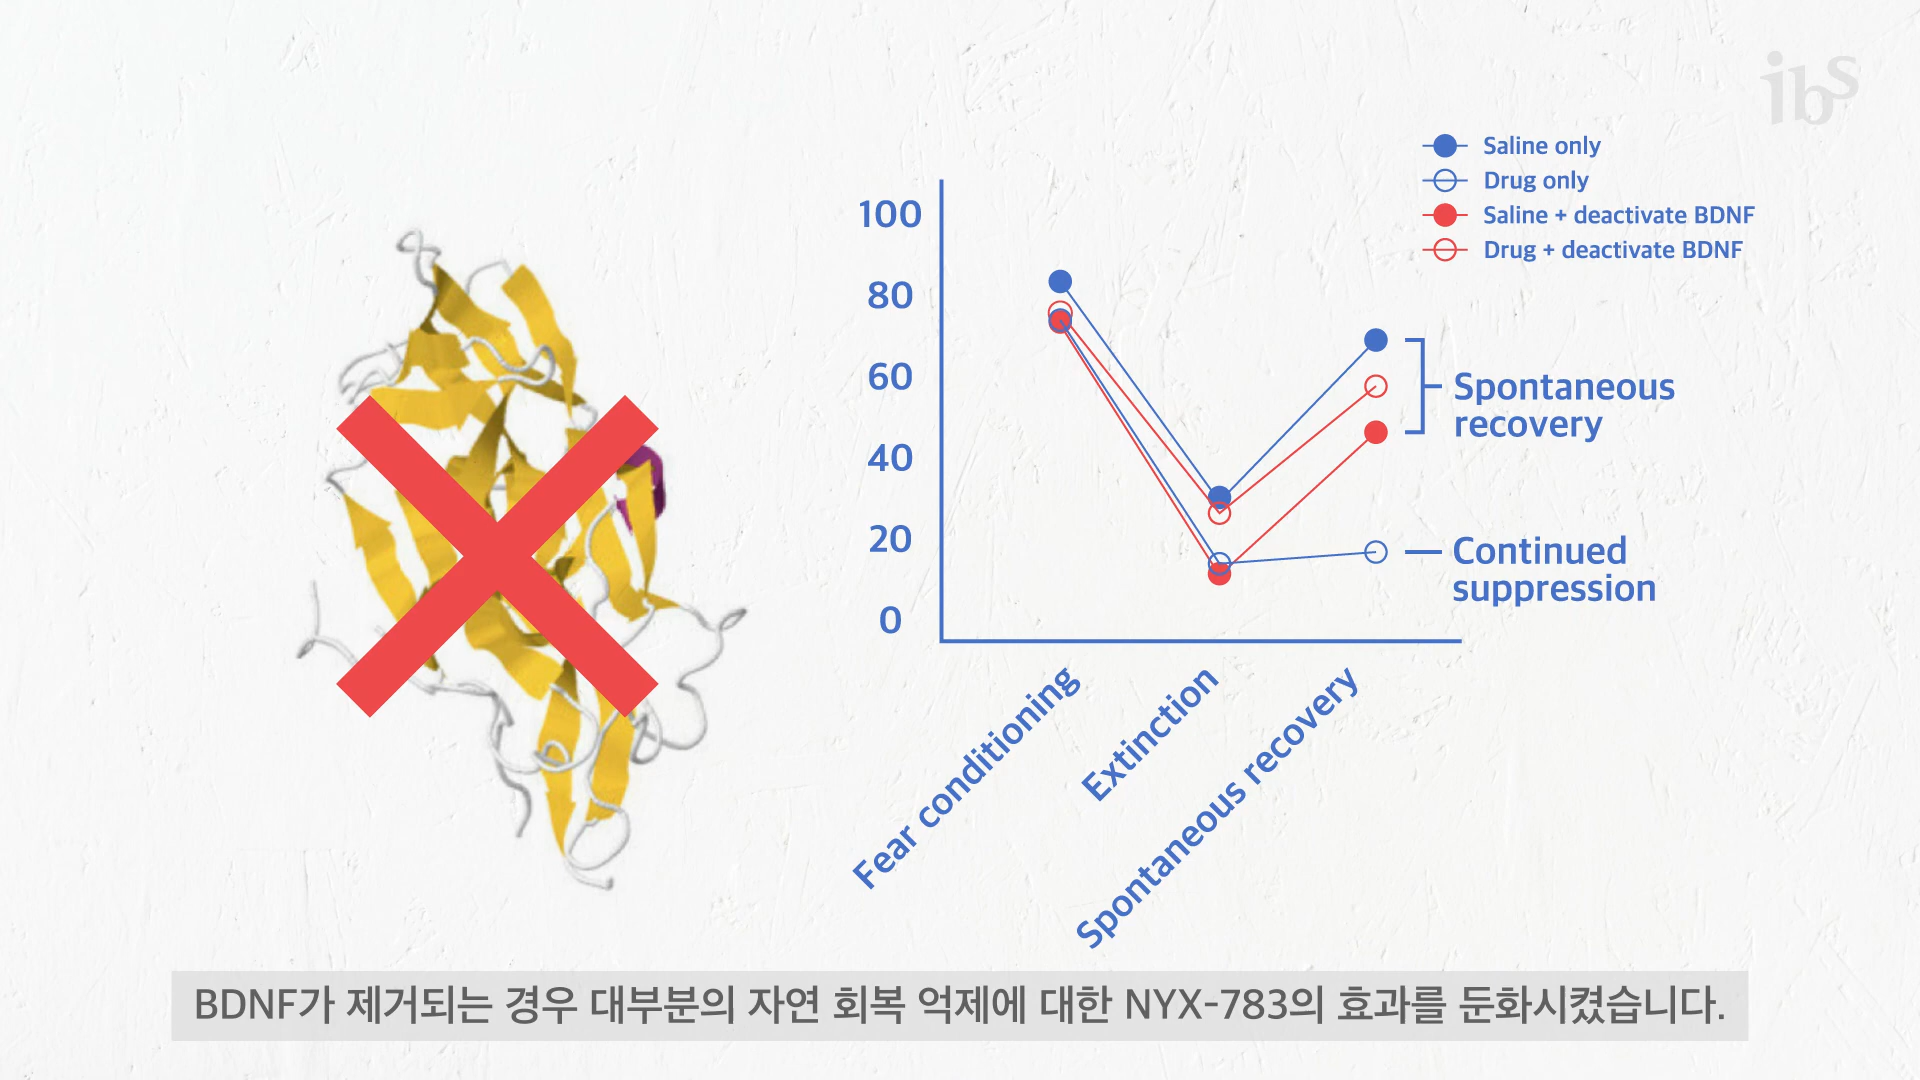 ibs
Saline only
Drug only
Saline + deactivate BDNF
Drug + deactivate BDNF
100
80
60
40
20
0
Spontaneous
recovery
Continued
suppression
Fear conditioning
Extinction
Spontaneous recovery
BDNF가 제거되는 경우 대부분의 자연 회복 억제에 대한 NYX-783의 효과를 둔화시켰습니다.